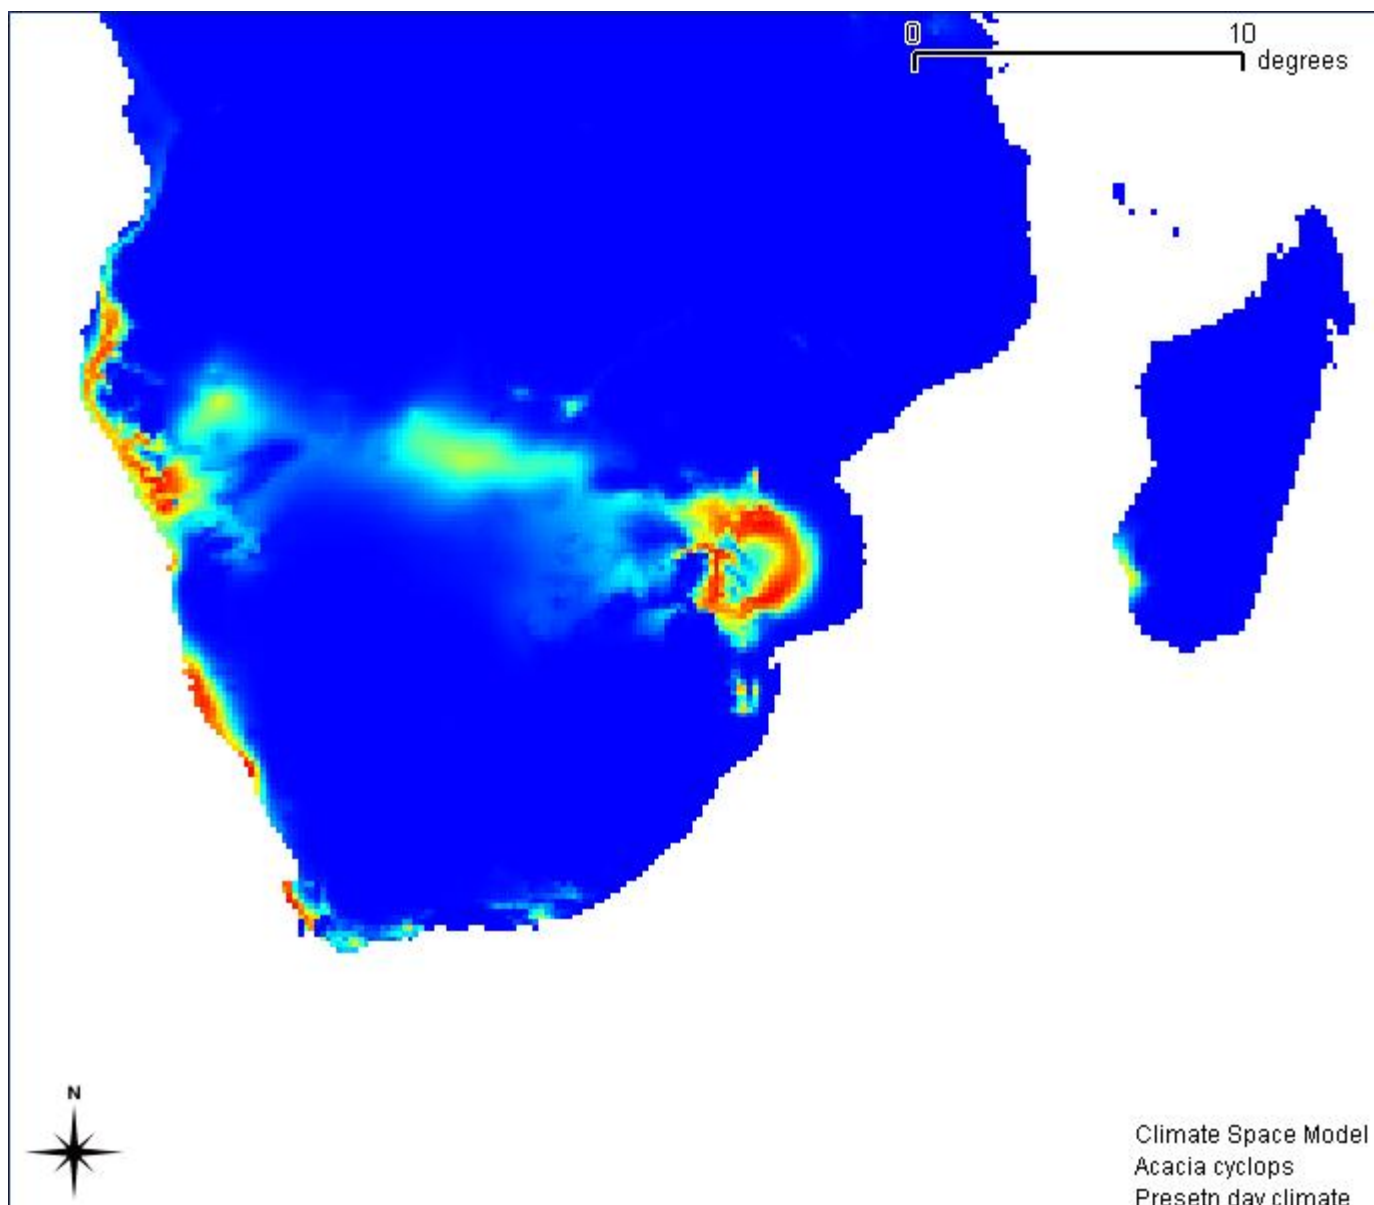 0 10
degrees
N
Climate Space Model
Acacia cyclops
Presetn day climate